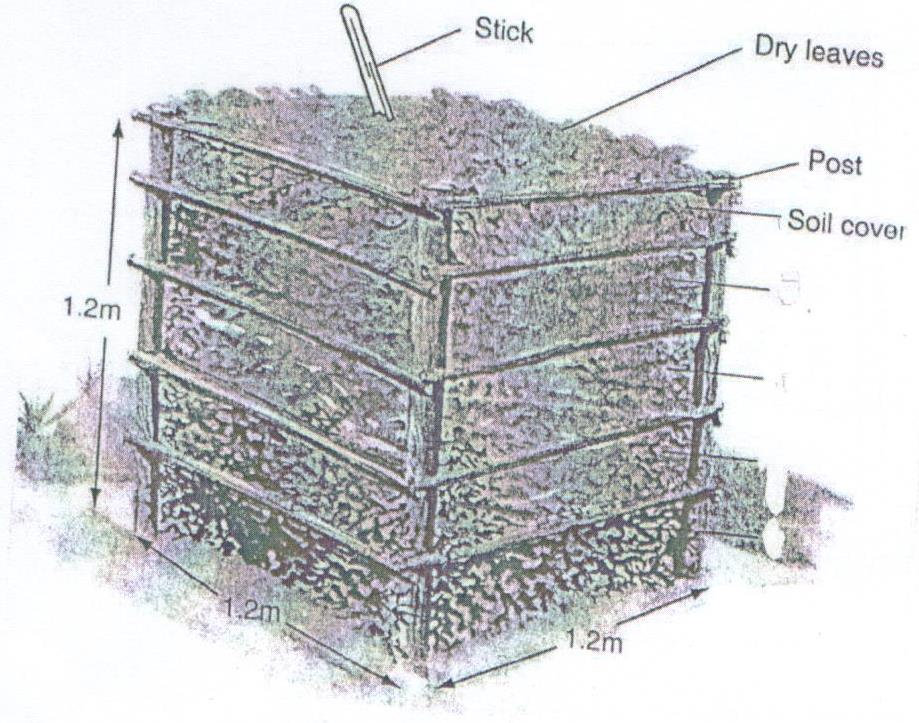 Stick
Dry leaves
Post
Soil cover
1.2m
1.2m
1.2m